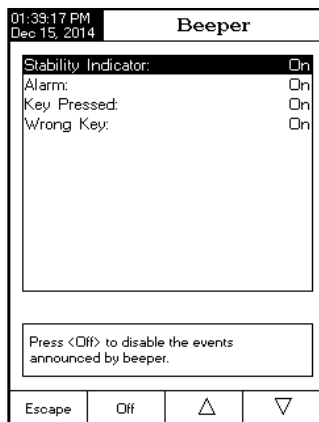 01:39:17 PM
Dec 15, 2014
Beeper
Stability Indicator: On
Alarm: On
Key Pressed: On
Wrong Key: On
Press <Off> to disable the events
announced by beeper.
Escape Off △ ▽